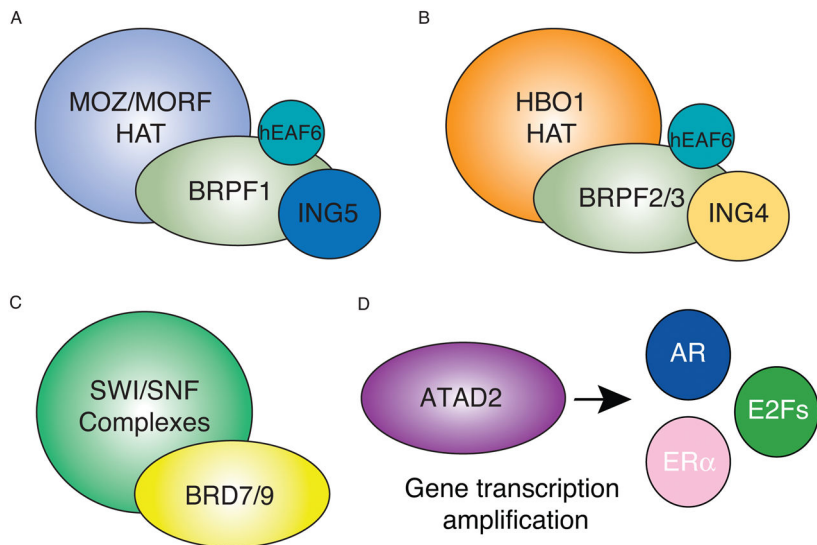 A
MOZ/MORF
HAT
hEAF6
BRPF1
ING5
B
HBO1
HAT
hEAF6
BRPF2/3
ING4
C
SWI/SNF
Complexes
BRD7/9
D
ATAD2
AR
E2Fs
ERα
Gene transcription
amplification